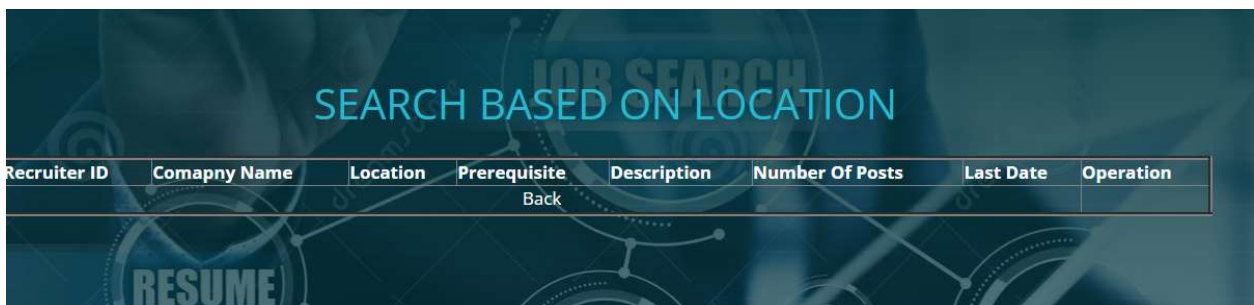 JOB SEARCH
SEARCH BASED ON LOCATION
Recruiter ID Comapny Name Location Prerequisite Description Number Of Posts Last Date Operation
Back
RESUME